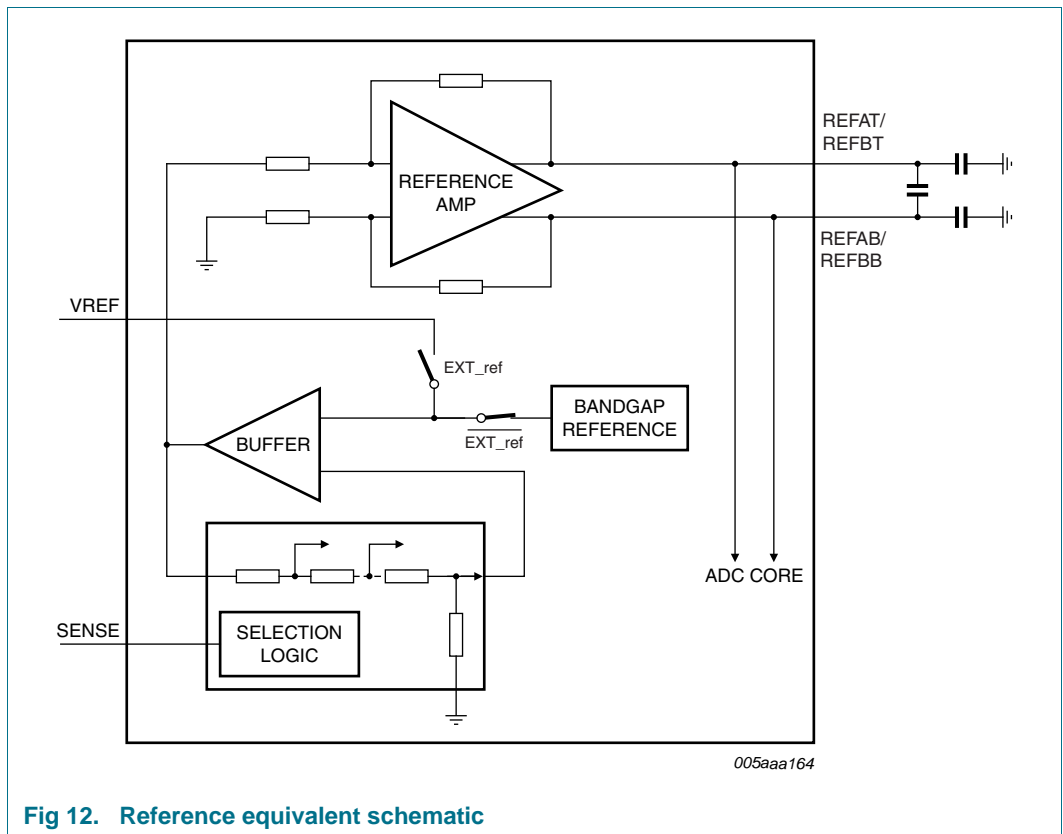 REFAT/
REFBT
REFERENCE
AMP
REFAB/
REFBB
VREF
EXT_ref
BANDGAP
REFERENCE
EXT_ref
BUFFER
ADC CORE
SENSE
SELECTION
LOGIC
005aaa164
Fig 12. Reference equivalent schematic